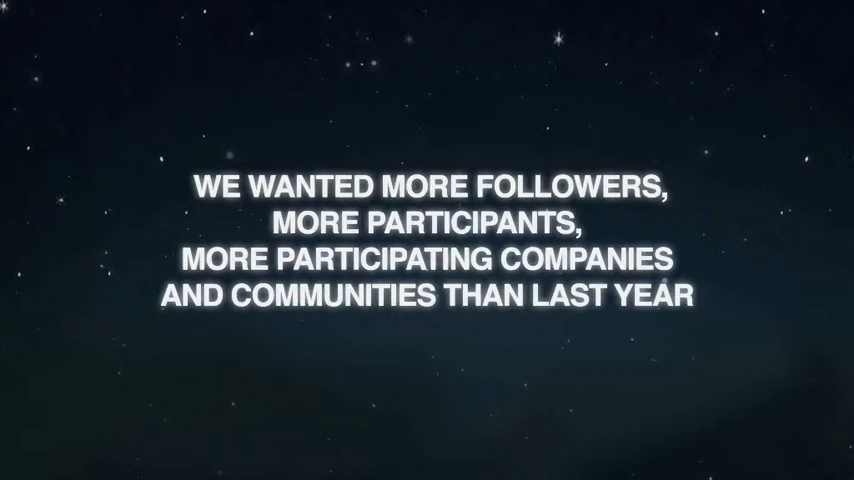 WE WANTED MORE FOLLOWERS,
MORE PARTICIPANTS,
MORE PARTICIPATING COMPANIES
AND COMMUNITIES THAN LAST YEAR